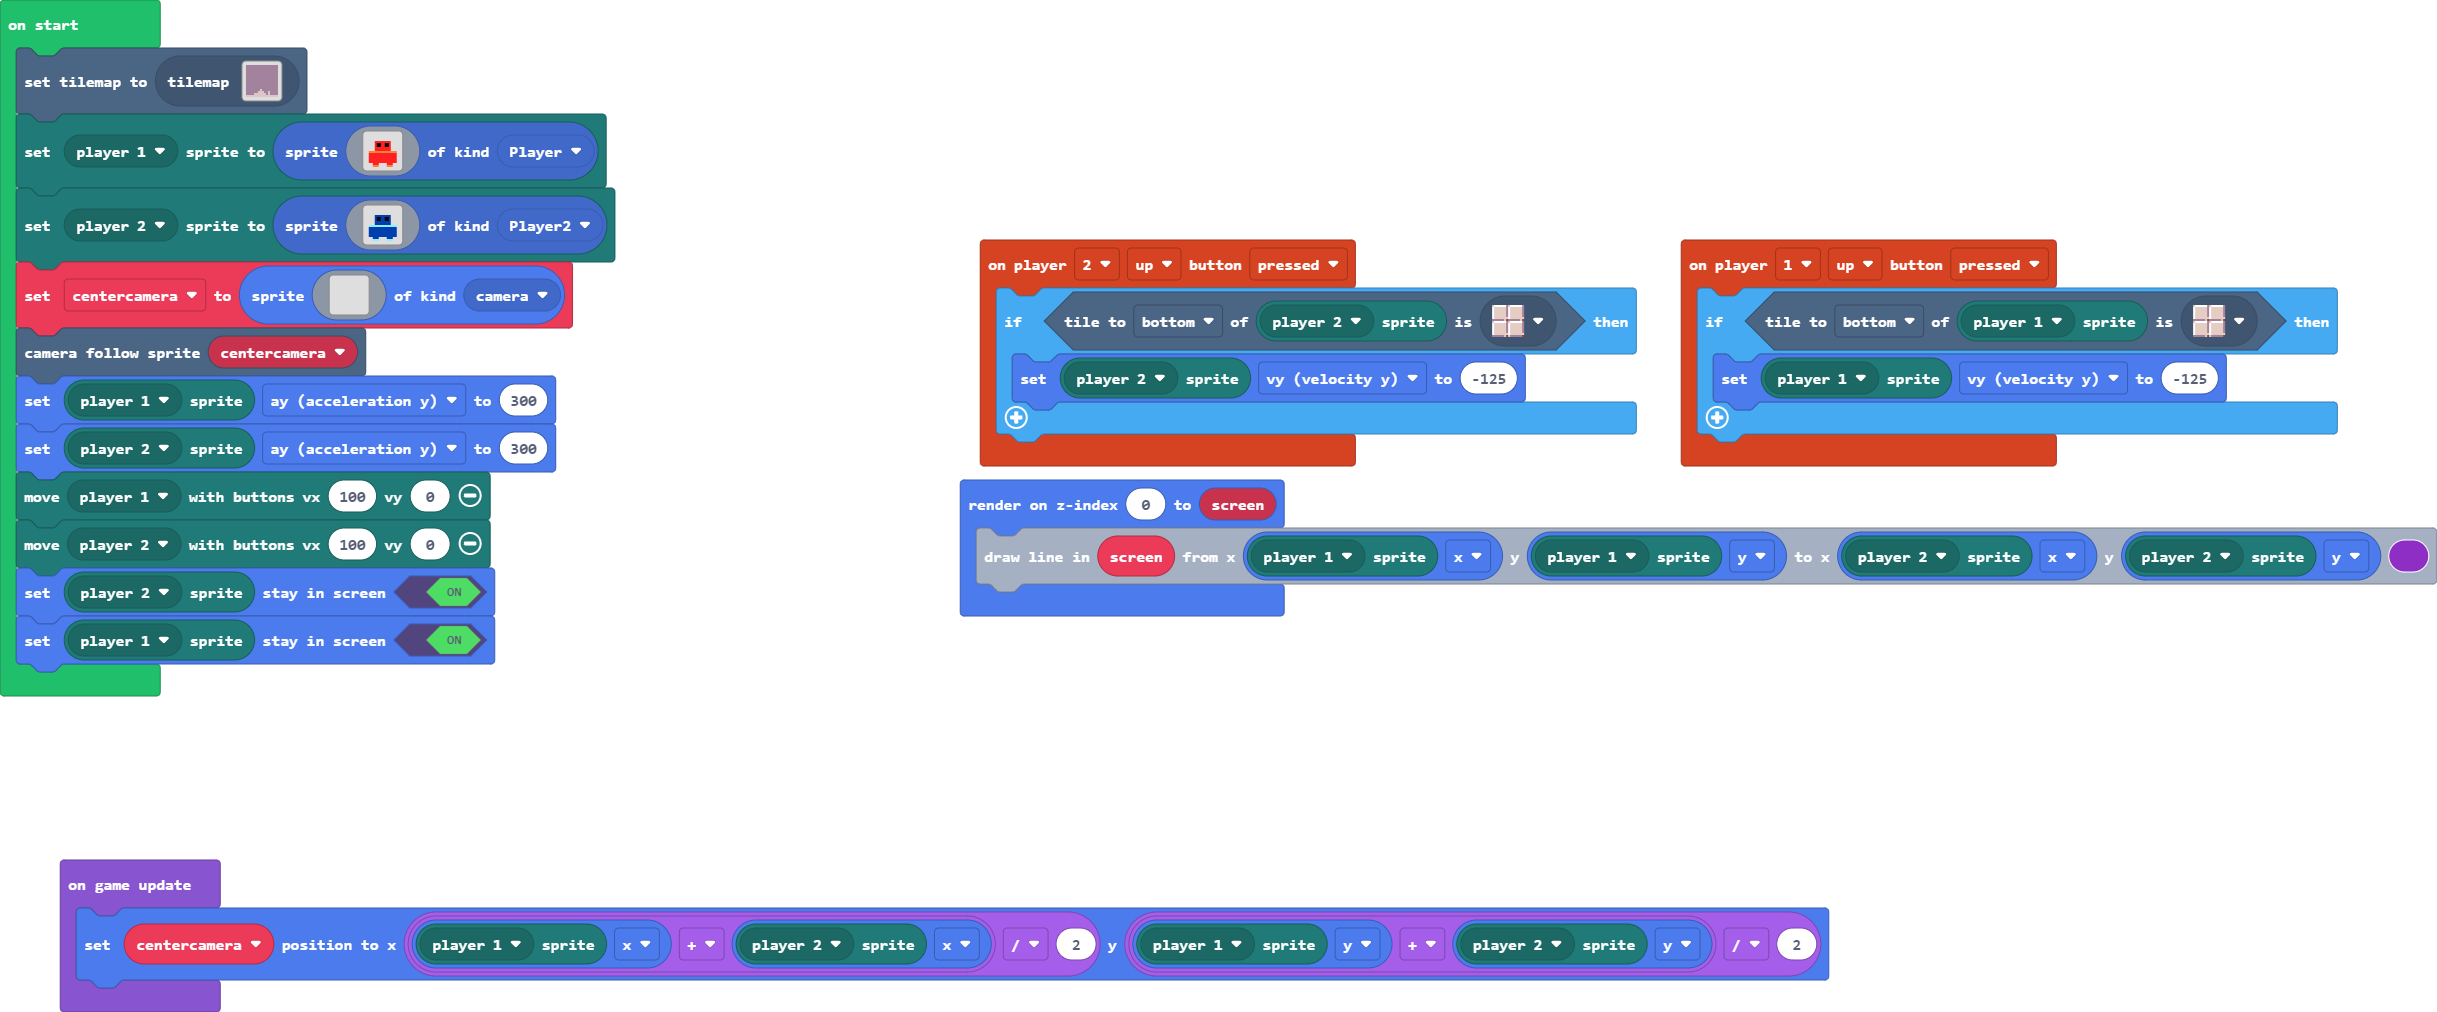 on start
set tilemap to tilemap
set player 1 sprite to sprite of kind Player
set player 2 sprite to sprite of kind Player2
set centercamera to sprite of kind camera
camera follow sprite centercamera
set player 1 sprite ay (acceleration y) to 300
set player 2 sprite ay (acceleration y) to 300
move player 1 with buttons vx 100 vy 0
move player 2 with buttons vx 100 vy 0
set player 2 sprite stay in screen ON
set player 1 sprite stay in screen ON
on player 2 up button pressed
if tile to bottom of player 2 sprite is then
set player 2 sprite vy (velocity y) to -125
on player 1 up button pressed
if tile to bottom of player 1 sprite is then
set player 1 sprite vy (velocity y) to -125
render on z-index 0 to screen
draw line in screen from x player 1 sprite x y player 1 sprite y to x player 2 sprite x y player 2 sprite y
on game update
set centercamera position to x player 1 sprite x + player 2 sprite x / 2 y player 1 sprite y + player 2 sprite y / 2